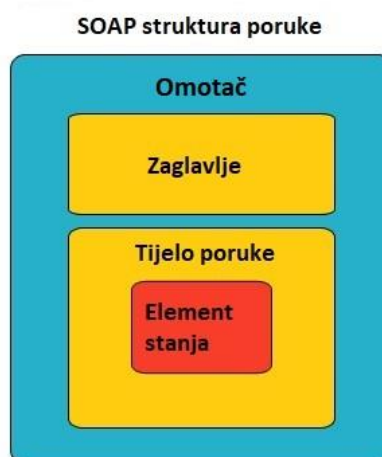 SOAP struktura poruke
Omotač
Zaglavlje
Tijelo poruke
Element
stanja